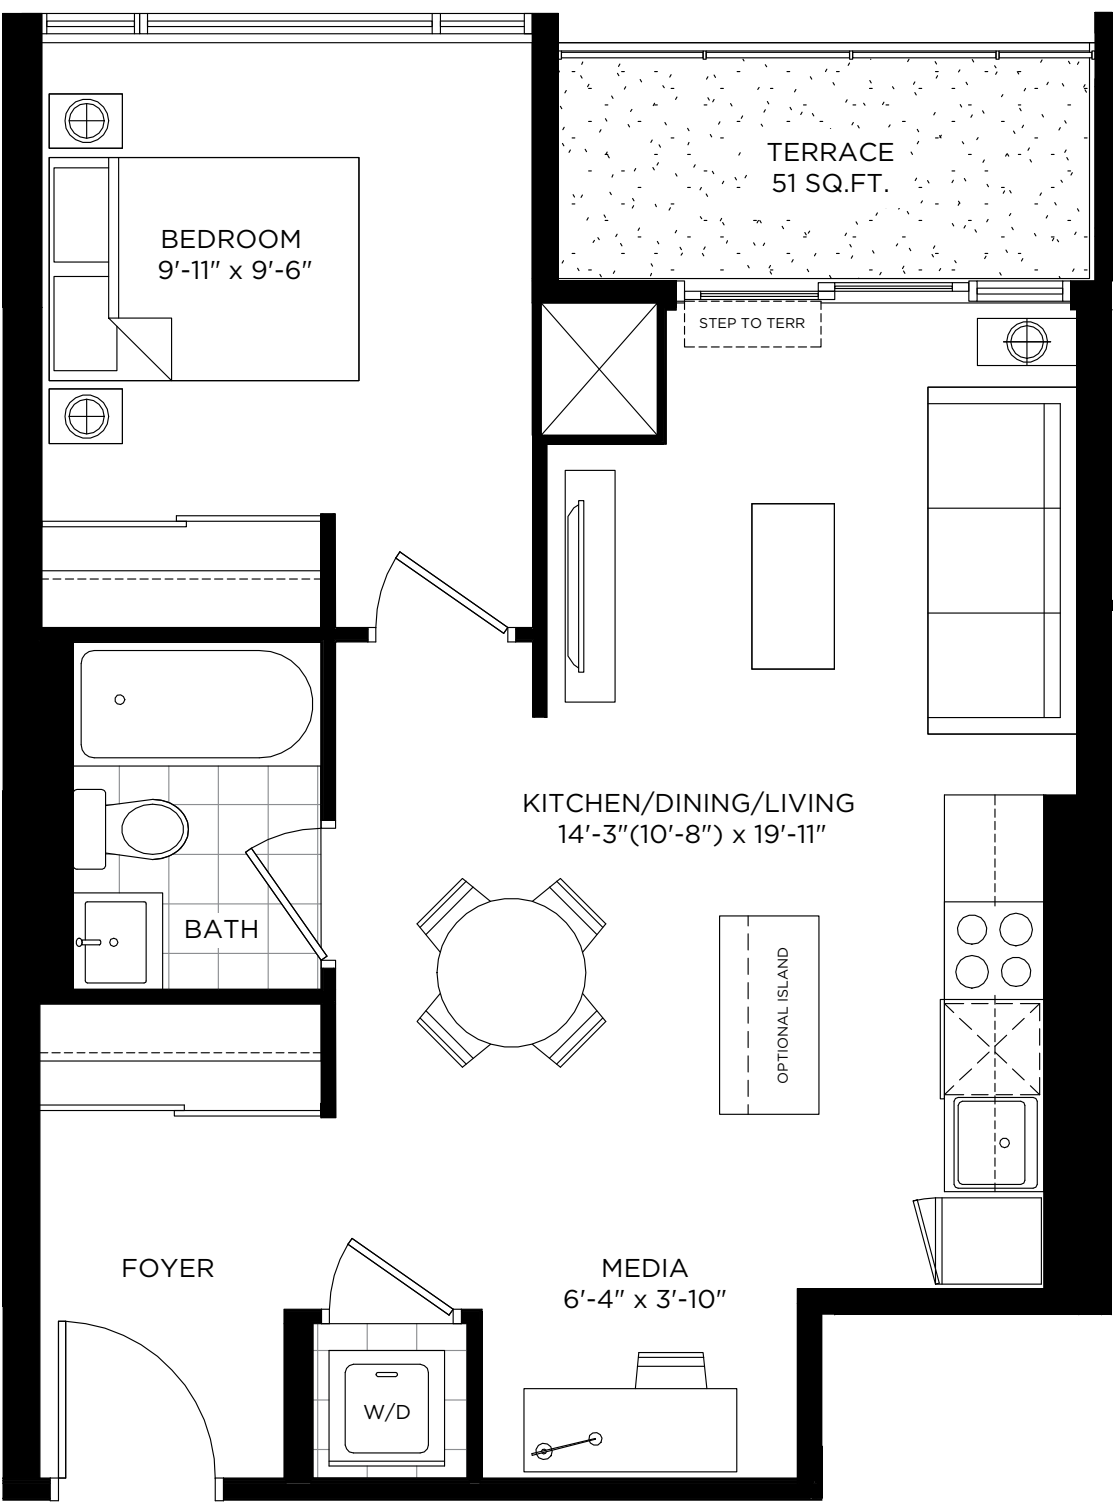 TERRACE
51 SQ.FT.
BEDROOM
9'-11" x 9'-6"
STEP TO TERR
KITCHEN/DINING/LIVING
14'-3"(10'-8") x 19'-11"
BATH
OPTIONAL ISLAND
FOYER
MEDIA
6'-4" x 3'-10"
W/D